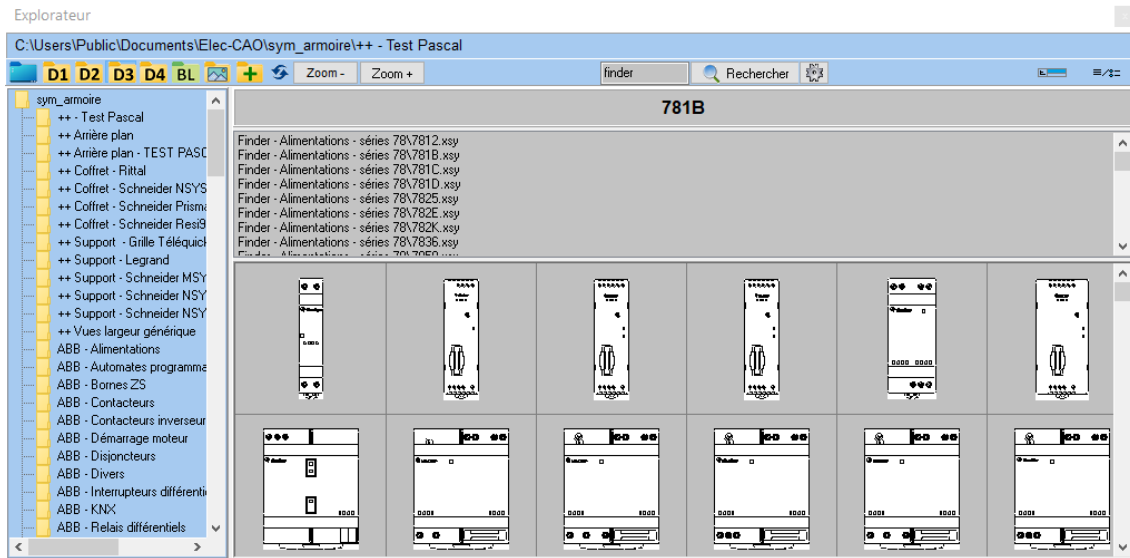 Explorateur
C:\Users\Public\Documents\Elec-CAO\sym_armoire\++ - Test Pascal
D1 D2 D3 D4 BL Zoom - Zoom + finder Rechercher
sym_armoire
++ - Test Pascal
++ Arrière plan
++ Arrière plan - TEST PASC
++ Coffret - Rittal
++ Coffret - Schneider NSYS
++ Coffret - Schneider Prisma
++ Coffret - Schneider Resi9
++ Support - Grille Téléquick
++ Support - Legrand
++ Support - Schneider MSY
++ Support - Schneider NSY
++ Support - Schneider NSY
++ Vues largeur générique
ABB - Alimentations
ABB - Automates programma
ABB - Bornes ZS
ABB - Contacteurs
ABB - Contacteurs inverseur
ABB - Démarrage moteur
ABB - Disjoncteurs
ABB - Divers
ABB - Interrupteurs différenti
ABB - KNX
ABB - Relais différentiels
781B
Finder - Alimentations - séries 78\7812.xsy
Finder - Alimentations - séries 78\781B.xsy
Finder - Alimentations - séries 78\781C.xsy
Finder - Alimentations - séries 78\781D.xsy
Finder - Alimentations - séries 78\7825.xsy
Finder - Alimentations - séries 78\782E.xsy
Finder - Alimentations - séries 78\782K.xsy
Finder - Alimentations - séries 78\7836.xsy